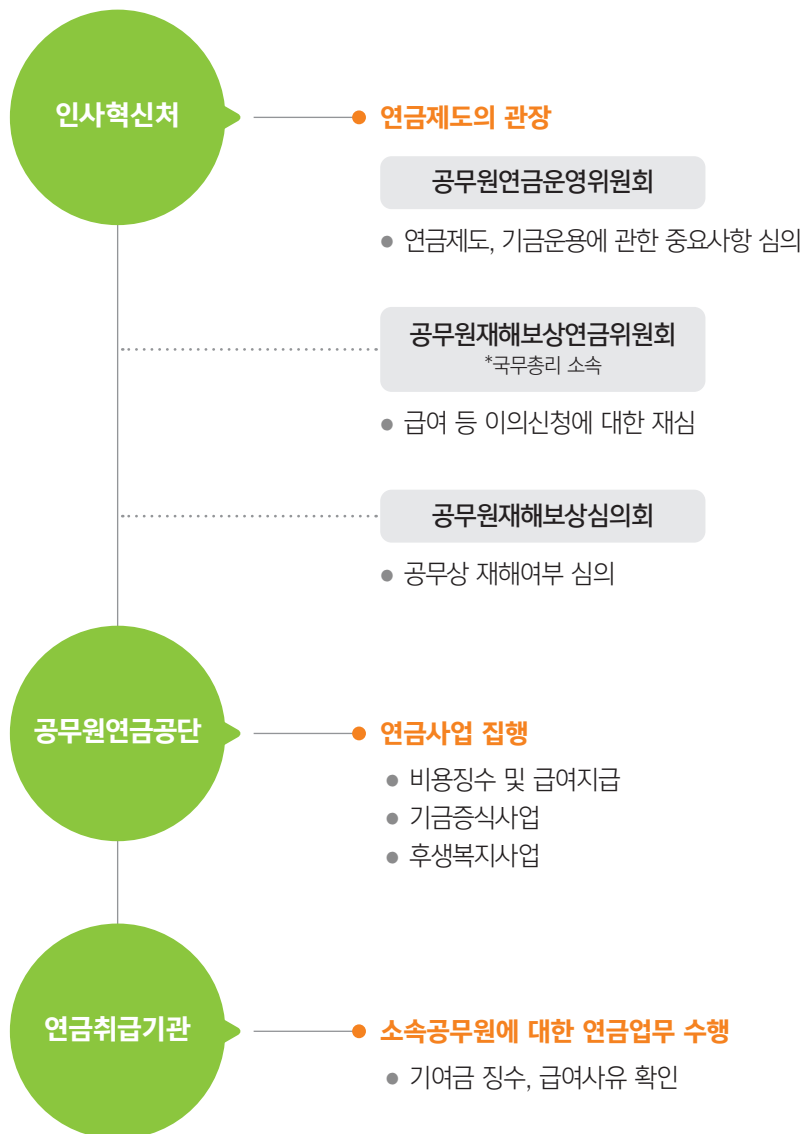 인사혁신처
연금제도의 관장
공무원연금운영위원회
● 연금제도, 기금운용에 관한 중요사항 심의
공무원재해보상연금위원회
*국무총리 소속
● 급여 등 이의신청에 대한 재심
공무원재해보상심의회
● 공무상 재해여부 심의
공무원연금공단
연금사업 집행
● 비용징수 및 급여지급
● 기금증식사업
● 후생복지사업
연금취급기관
소속공무원에 대한 연금업무 수행
● 기여금 징수, 급여사유 확인